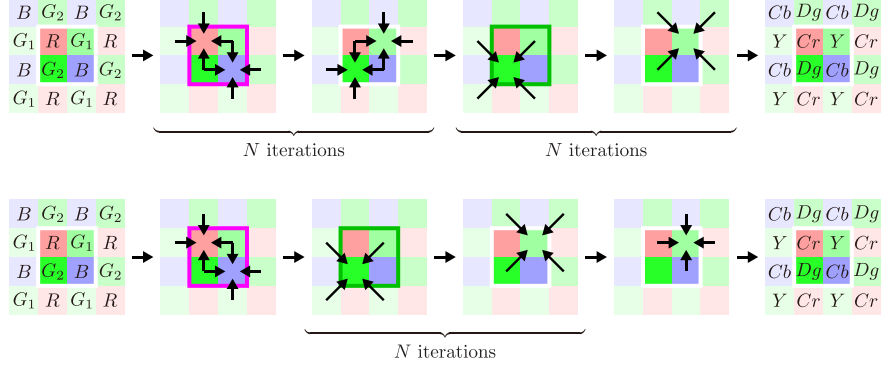 B G₂ B G₂ Cb Dg Cb Dg
G₁ R G₁ R Y Cr Y Cr
B G₂ B G₂ Cb Dg Cb Dg
G₁ R G₁ R Y Cr Y Cr
N iterations N iterations
B G₂ B G₂ Cb Dg Cb Dg
G₁ R G₁ R Y Cr Y Cr
B G₂ B G₂ Cb Dg Cb Dg
G₁ R G₁ R Y Cr Y Cr
N iterations